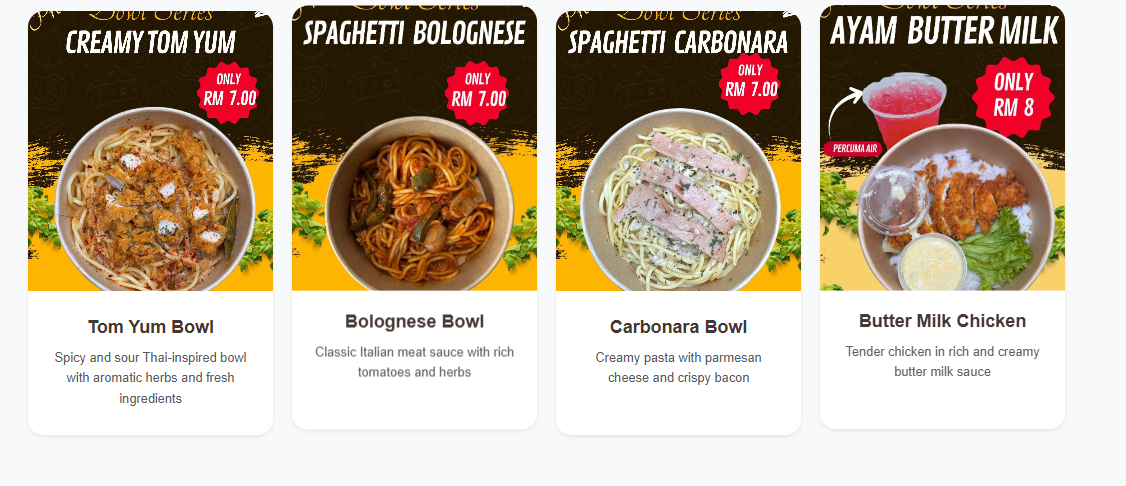 Bowl Series
CREAMY TOM YUM
ONLY
RM 7.00
Tom Yum Bowl
Spicy and sour Thai-inspired bowl
with aromatic herbs and fresh
ingredients
Bowl Series
SPAGHETTI BOLOGNESE
ONLY
RM 7.00
Bolognese Bowl
Classic Italian meat sauce with rich
tomatoes and herbs
Bowl Series
SPAGHETTI CARBONARA
ONLY
RM 7.00
Carbonara Bowl
Creamy pasta with parmesan
cheese and crispy bacon
Bowl Series
AYAM BUTTER MILK
ONLY
RM 8
PERCUMA AIR
Butter Milk Chicken
Tender chicken in rich and creamy
butter milk sauce